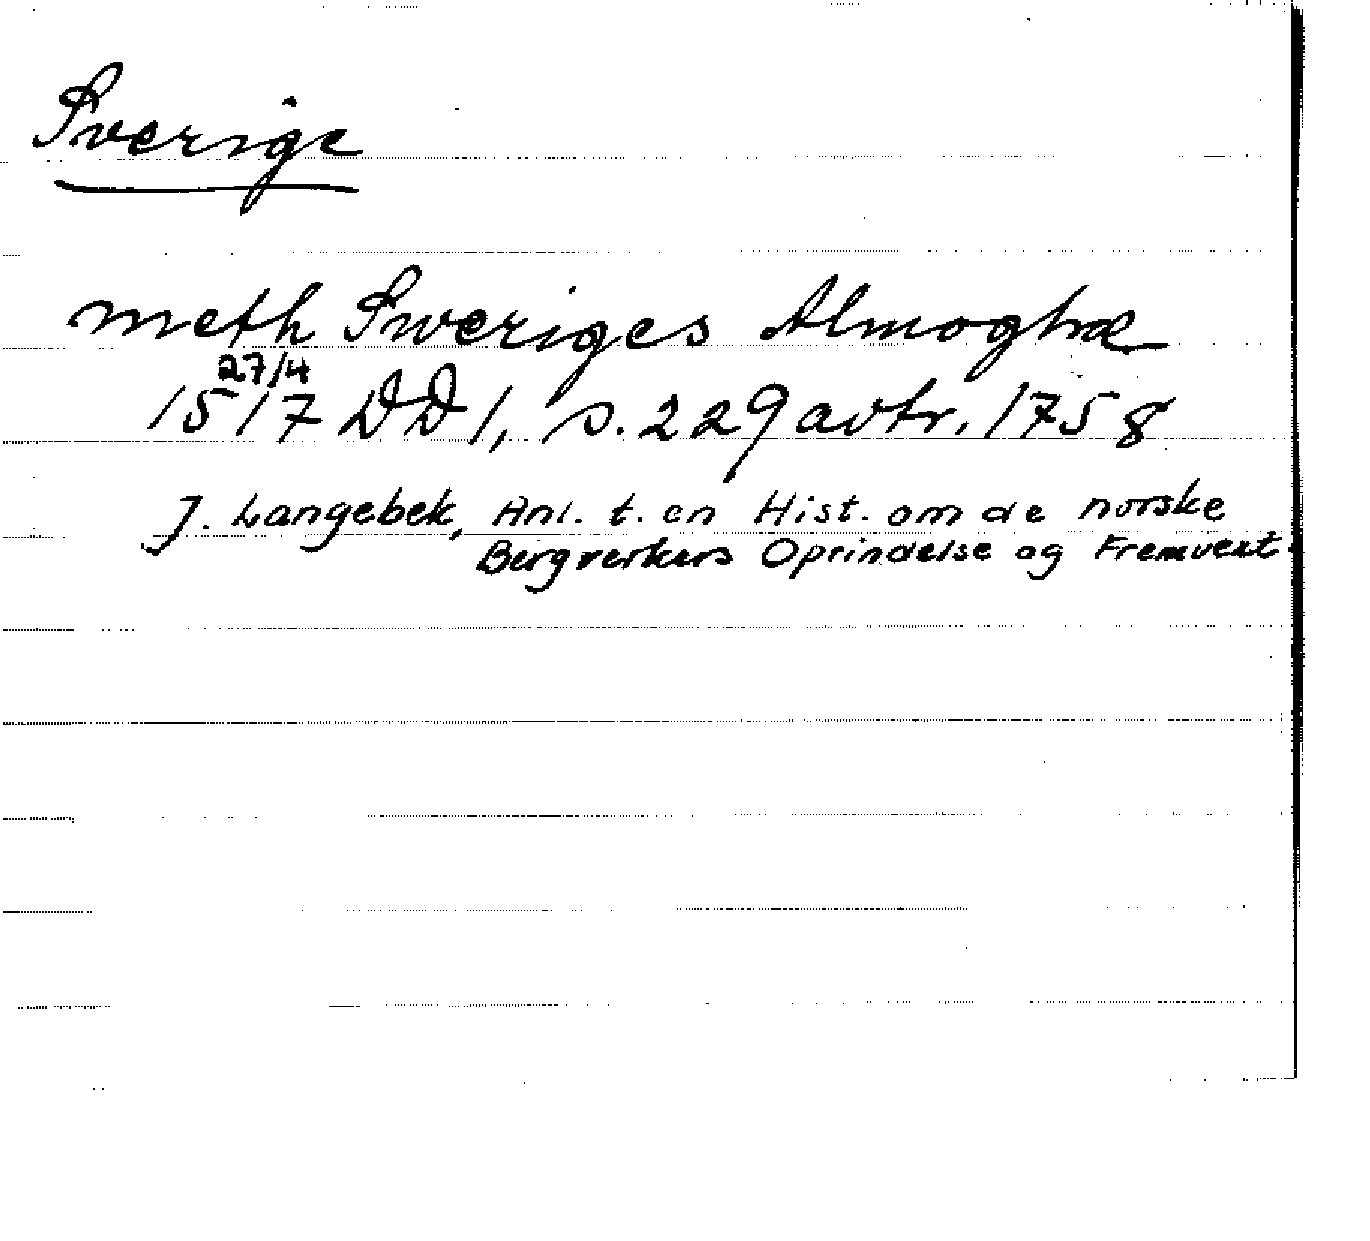 Sverige
meth Sweriges Almoghæ
27/4
1517 DD1, s. 229 avtr. 1758
J. Langebek, Anl. t. en Hist. om de norske
Bergverkers Oprindelse og Fremvext.